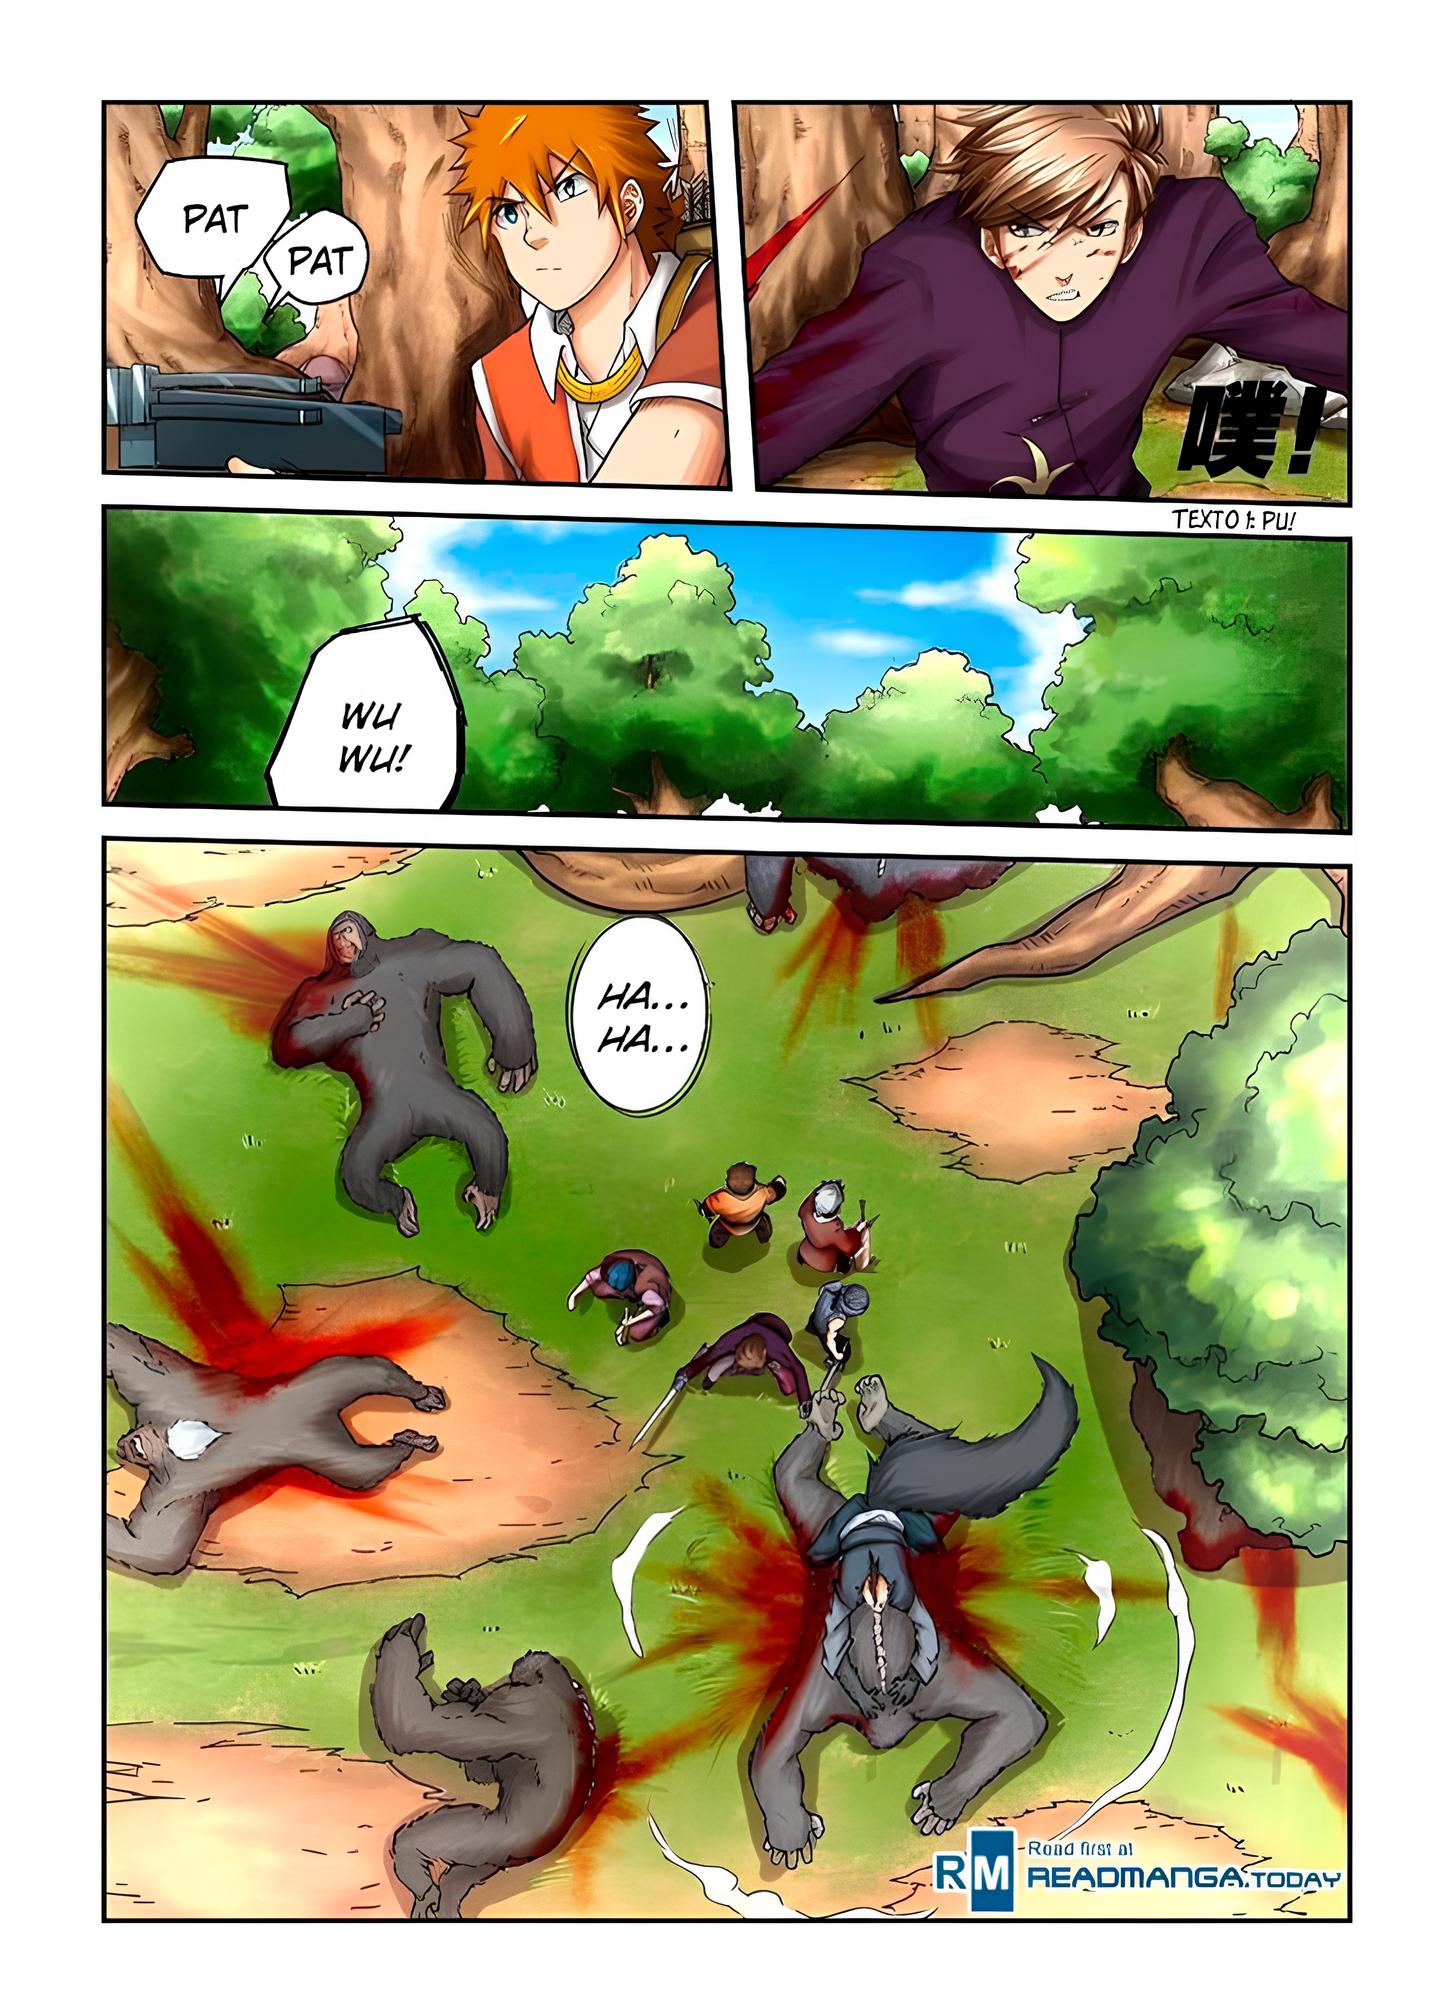 PAT
PAT
噗!
TEXTO 1: PU!
WU
WU!
HA...
HA...
RM
Read first at
READMANGA.TODAY